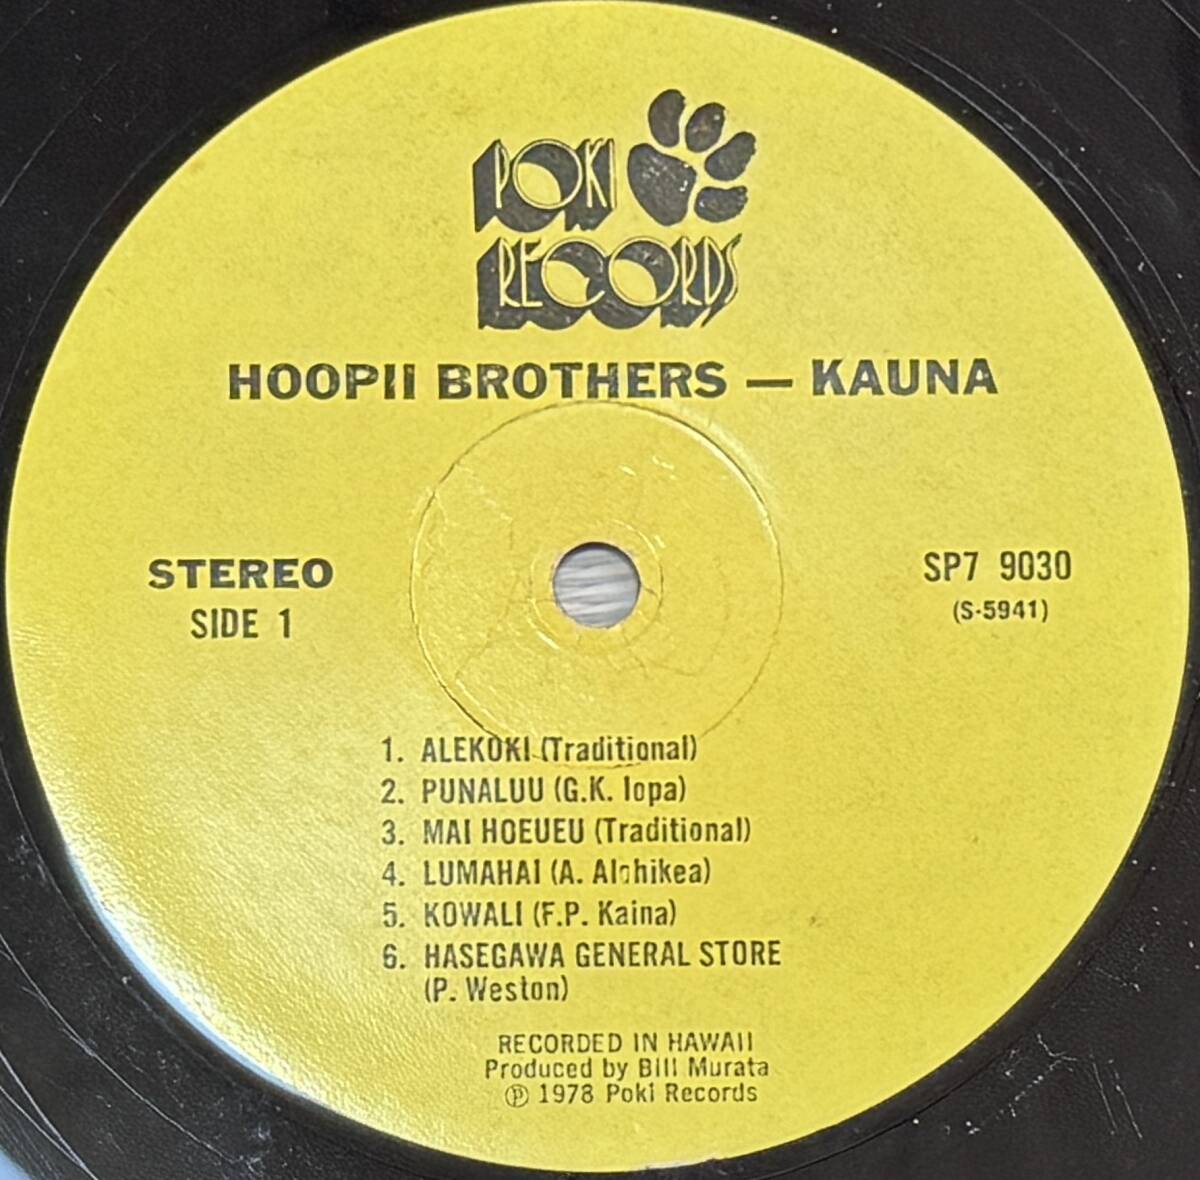 POKI
RECORDS
HOOPII BROTHERS — KAUNA
STEREO
SIDE 1
SP7 9030
(S-5941)
1. ALEKOKI (Traditional)
2. PUNALUU (G.K. Iopa)
3. MAI HOEUEU (Traditional)
4. LUMAHAI (A. Alohikea)
5. KOWALI (F.P. Kaina)
6. HASEGAWA GENERAL STORE
(P. Weston)
RECORDED IN HAWAII
Produced by Bill Murata
℗ 1978 Poki Records